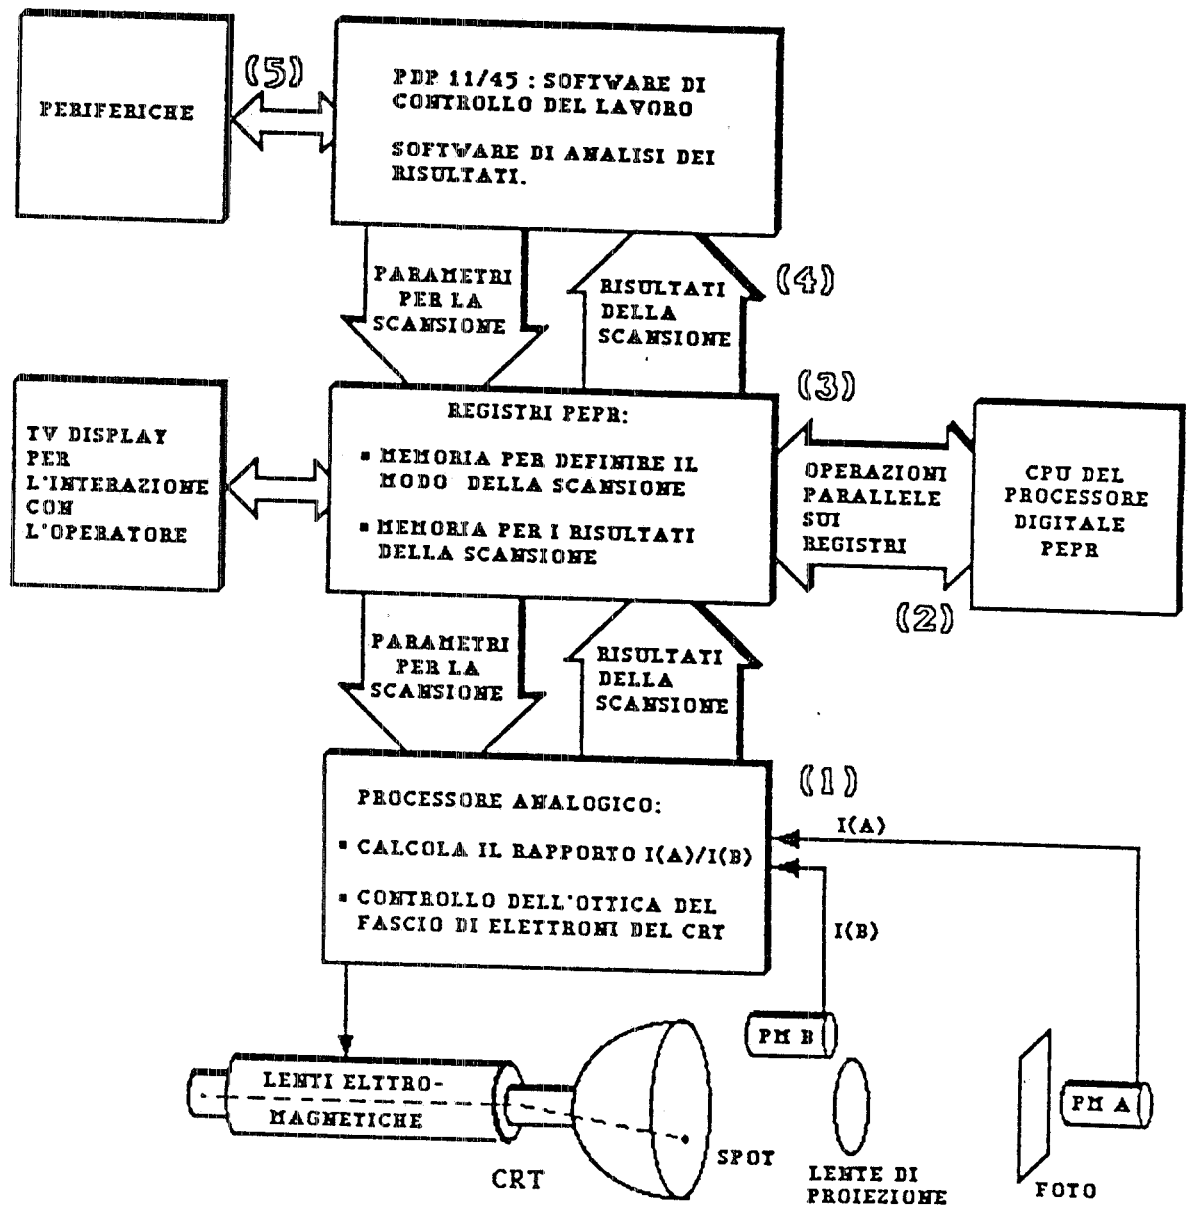 PERIFERICHE
(5)
PDP 11/45 : SOFTWARE DI
CONTROLLO DEL LAVORO
SOFTWARE DI ANALISI DEI
RISULTATI.
PARAMETRI
PER LA
SCANSIONE
RISULTATI
DELLA
SCANSIONE
(4)
TV DISPLAY
PER
L'INTERAZIONE
CON
L'OPERATORE
REGISTRI PEPR:
▪ MEMORIA PER DEFINIRE IL
MODO DELLA SCANSIONE
▪ MEMORIA PER I RISULTATI
DELLA SCANSIONE
(3)
OPERAZIONI
PARALLELE
SUI
REGISTRI
(2)
CPU DEL
PROCESSORE
DIGITALE
PEPR
PARAMETRI
PER LA
SCANSIONE
RISULTATI
DELLA
SCANSIONE
(1)
PROCESSORE ANALOGICO:
▪ CALCOLA IL RAPPORTO I(A)/I(B)
▪ CONTROLLO DELL'OTTICA DEL
FASCIO DI ELETTRONI DEL CRT
I(A)
I(B)
PM B
LENTI ELTTRO-
MAGNETICHE
PM A
CRT
SPOT
LENTE DI
PROIEZIONE
FOTO